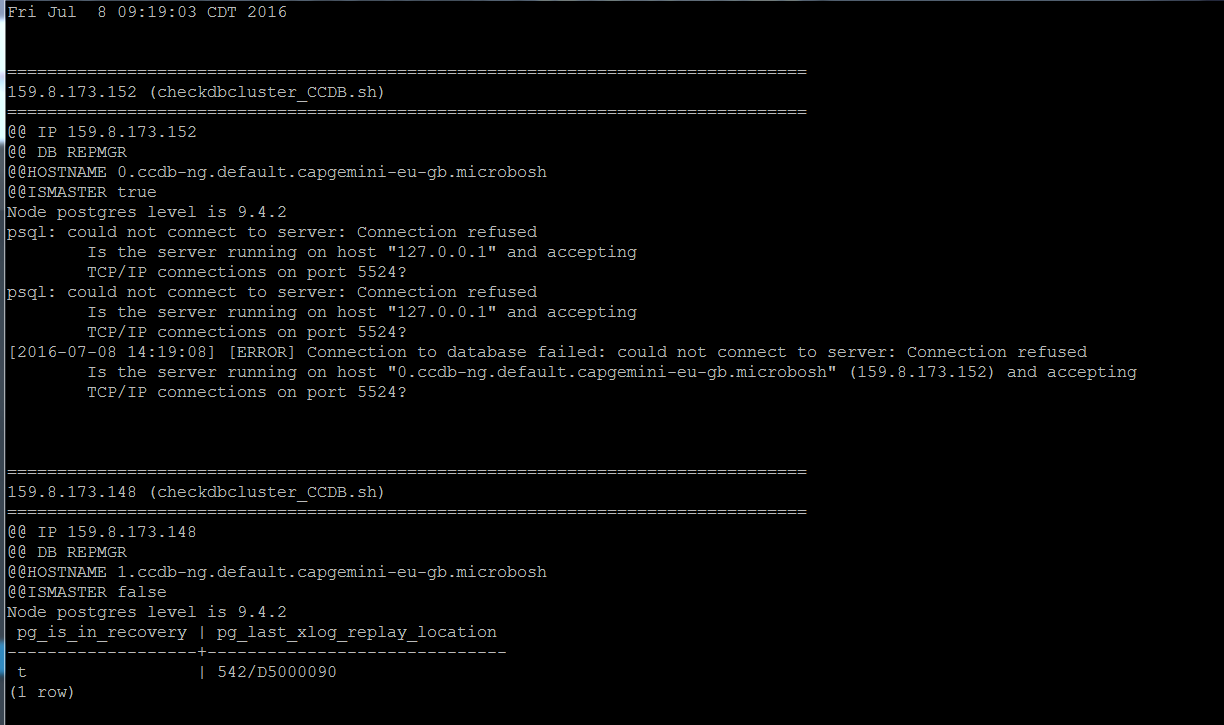 Fri Jul  8 09:19:03 CDT 2016
================================================================================
159.8.173.152 (checkdbcluster_CCDB.sh)
================================================================================
@@ IP 159.8.173.152
@@ DB REPMGR
@@HOSTNAME 0.ccdb-ng.default.capgemini-eu-gb.microbosh
@@ISMASTER true
Node postgres level is 9.4.2
psql: could not connect to server: Connection refused
        Is the server running on host "127.0.0.1" and accepting
        TCP/IP connections on port 5524?
psql: could not connect to server: Connection refused
        Is the server running on host "127.0.0.1" and accepting
        TCP/IP connections on port 5524?
[2016-07-08 14:19:08] [ERROR] Connection to database failed: could not connect to server: Connection refused
        Is the server running on host "0.ccdb-ng.default.capgemini-eu-gb.microbosh" (159.8.173.152) and accepting
        TCP/IP connections on port 5524?
================================================================================
159.8.173.148 (checkdbcluster_CCDB.sh)
================================================================================
@@ IP 159.8.173.148
@@ DB REPMGR
@@HOSTNAME 1.ccdb-ng.default.capgemini-eu-gb.microbosh
@@ISMASTER false
Node postgres level is 9.4.2
 pg_is_in_recovery | pg_last_xlog_replay_location
-------------------+------------------------------
 t                 | 542/D5000090
(1 row)